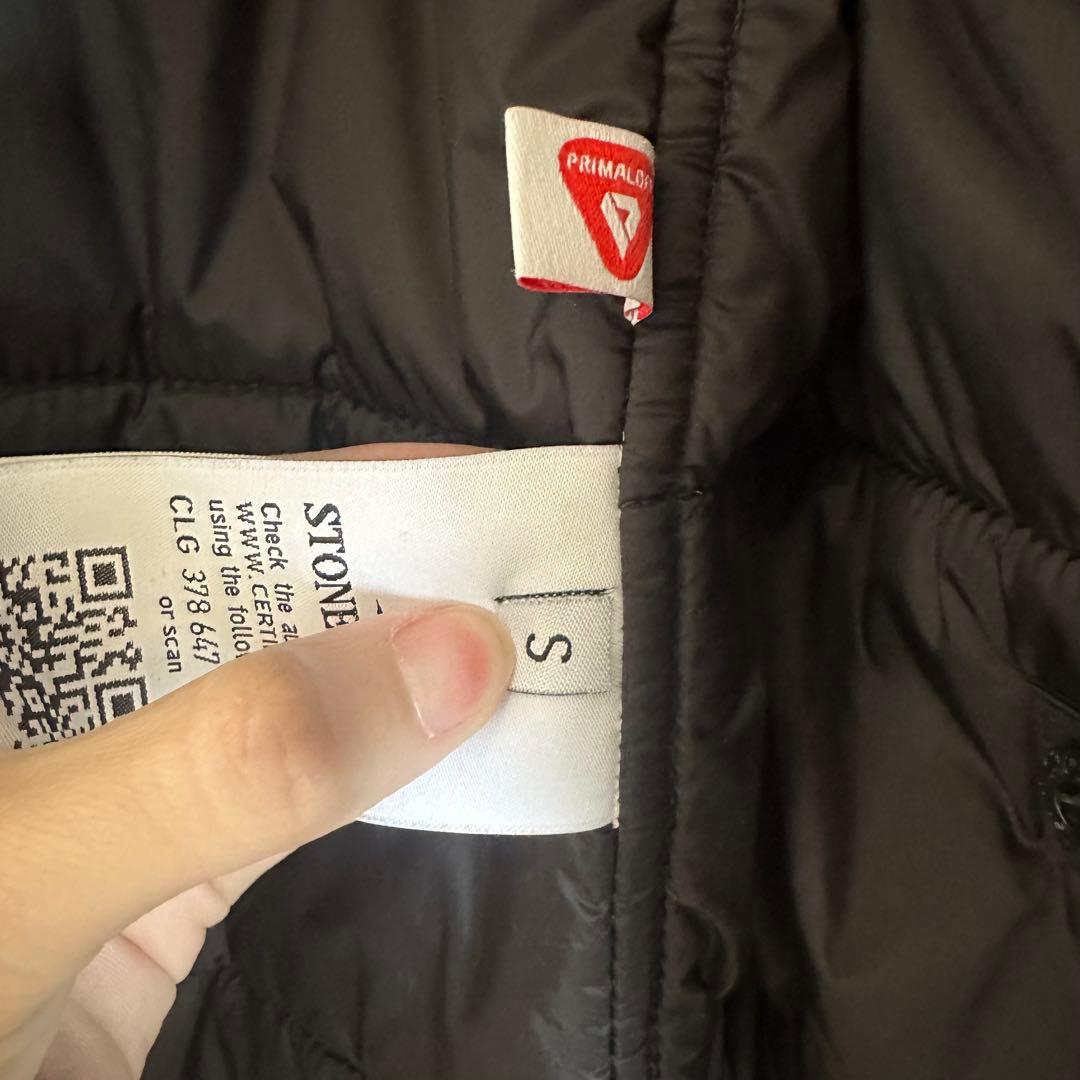 PRIMALOFT
S
STONE
Check the
WWW.CERTI
using the follo
CLG 378 647
or scan